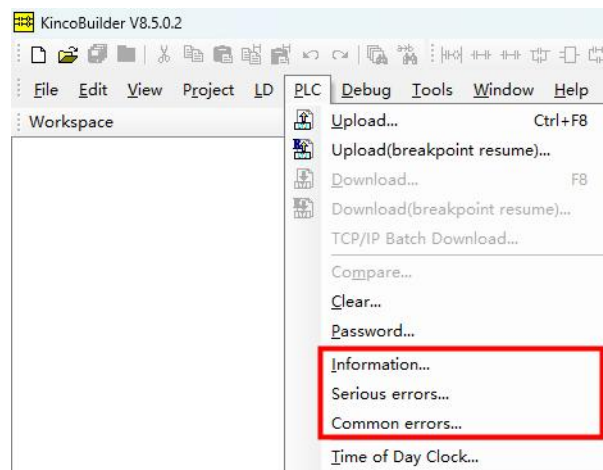 KincoBuilder V8.5.0.2
File Edit View Project LD PLC Debug Tools Window Help
Workspace
Upload... Ctrl+F8
Upload(breakpoint resume)...
Download... F8
Download(breakpoint resume)...
TCP/IP Batch Download...
Compare...
Clear...
Password...
Information...
Serious errors...
Common errors...
Time of Day Clock...